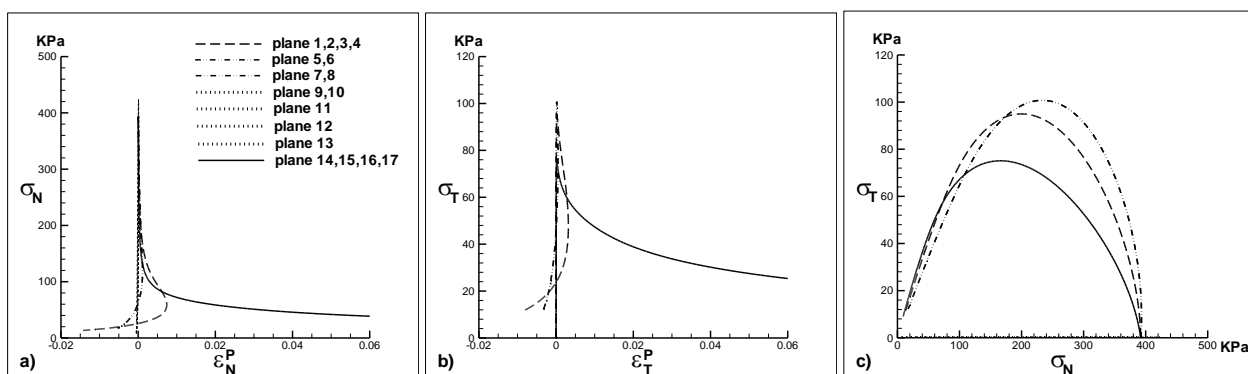 KPa
500
400
300
200
100
0
σN
-0.02
0
0.02
0.04
0.06
εNP
a)
plane 1,2,3,4
plane 5,6
plane 7,8
plane 9,10
plane 11
plane 12
plane 13
plane 14,15,16,17
KPa
120
100
80
60
40
20
0
σT
-0.02
0
0.02
0.04
0.06
εTP
b)
KPa
120
100
80
60
40
20
0
σT
0
100
200
300
400
500
KPa
σN
c)